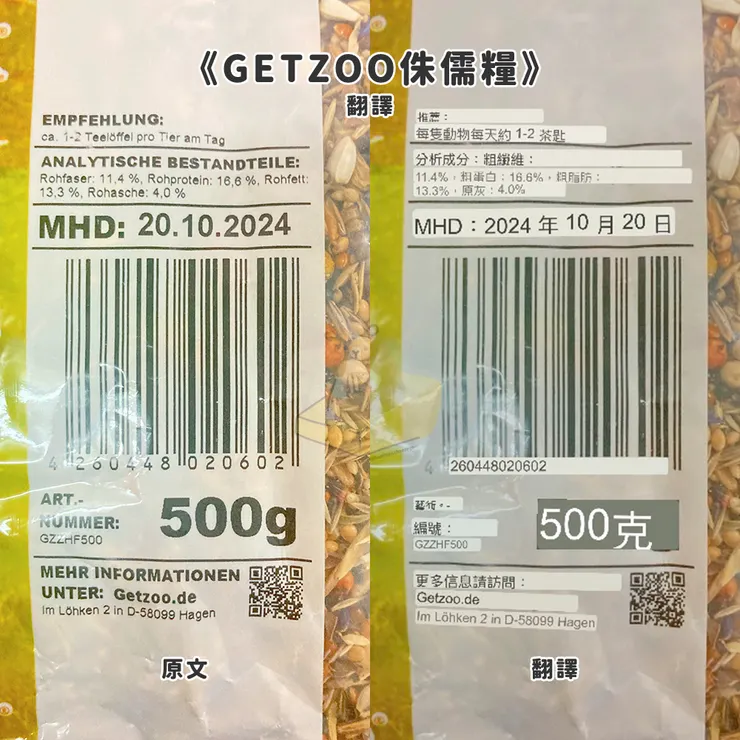 《GETZOO侏儒糧》
翻譯
EMPFEHLUNG:
ca. 1-2 Teelöffel pro Tier am Tag
ANALYTISCHE BESTANDTEILE:
Rohfaser: 11,4 %, Rohprotein: 16,6 %, Rohfett:
13,3 %, Rohasche: 4,0 %
MHD: 20.10.2024
4 260448 020602
ART.-
NUMMER:
GZZHF500
500g
MEHR INFORMATIONEN
UNTER: Getzoo.de
Im Löhken 2 in D-58099 Hagen
原文
推薦：
每隻動物每天約 1-2 茶匙
分析成分：粗纖維：
11.4%，粗蛋白：16.6%，粗脂肪：
13.3%，原灰：4.0%
MHD：2024 年 10 月 20 日
4 260448020602
藝術。-
編號：
GZZHF500
500克
更多信息請訪問：
Getzoo.de
Im Löhken 2 in D-58099 Hagen
翻譯